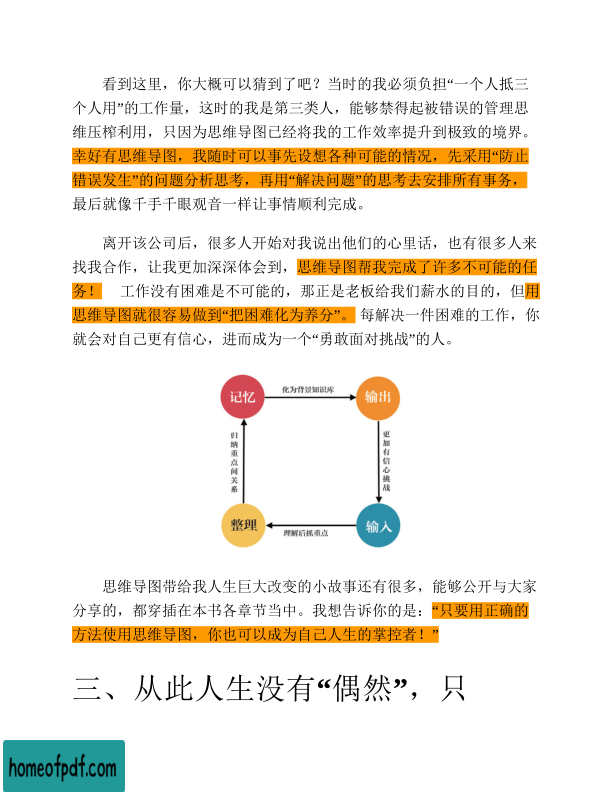 看到这里，你大概可以猜到了吧？当时的我必须负担“一个人抵三
个人用”的工作量，这时的我是第三类人，能够禁得起被错误的管理思
维压榨利用，只因为思维导图已经将我的工作效率提升到极致的境界。
幸好有思维导图，我随时可以事先设想各种可能的情况，先采用“防止
错误发生”的问题分析思考，再用“解决问题”的思考去安排所有事务，
最后就像千手千眼观音一样让事情顺利完成。
离开该公司后，很多人开始对我说出他们的心里话，也有很多人来
找我合作，让我更加深深体会到，思维导图帮我完成了许多不可能的任
务！ 工作没有困难是不可能的，那正是老板给我们薪水的目的，但用
思维导图就很容易做到“把困难化为养分”。每解决一件困难的工作，你
就会对自己更有信心，进而成为一个“勇敢面对挑战”的人。
记忆
化为背景知识库
输出
归纳重点间关系
更加有信心挑战
整理
理解后抓重点
输入
思维导图带给我人生巨大改变的小故事还有很多，能够公开与大家
分享的，都穿插在本书各章节当中。我想告诉你的是：“只要用正确的
方法使用思维导图，你也可以成为自己人生的掌控者！”
三、从此人生没有“偶然”，只
homeofpdf.com